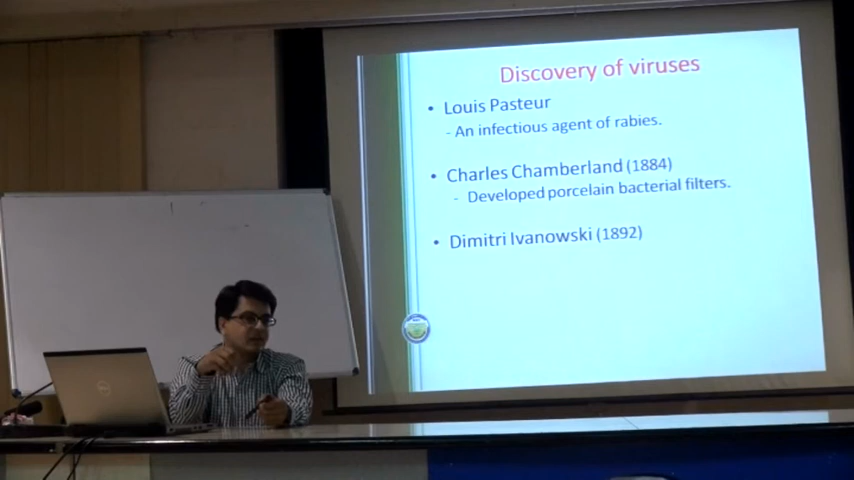 Discovery of viruses
• Louis Pasteur
- An infectious agent of rabies.
• Charles Chamberland (1884)
- Developed porcelain bacterial filters.
• Dimitri Ivanowski (1892)